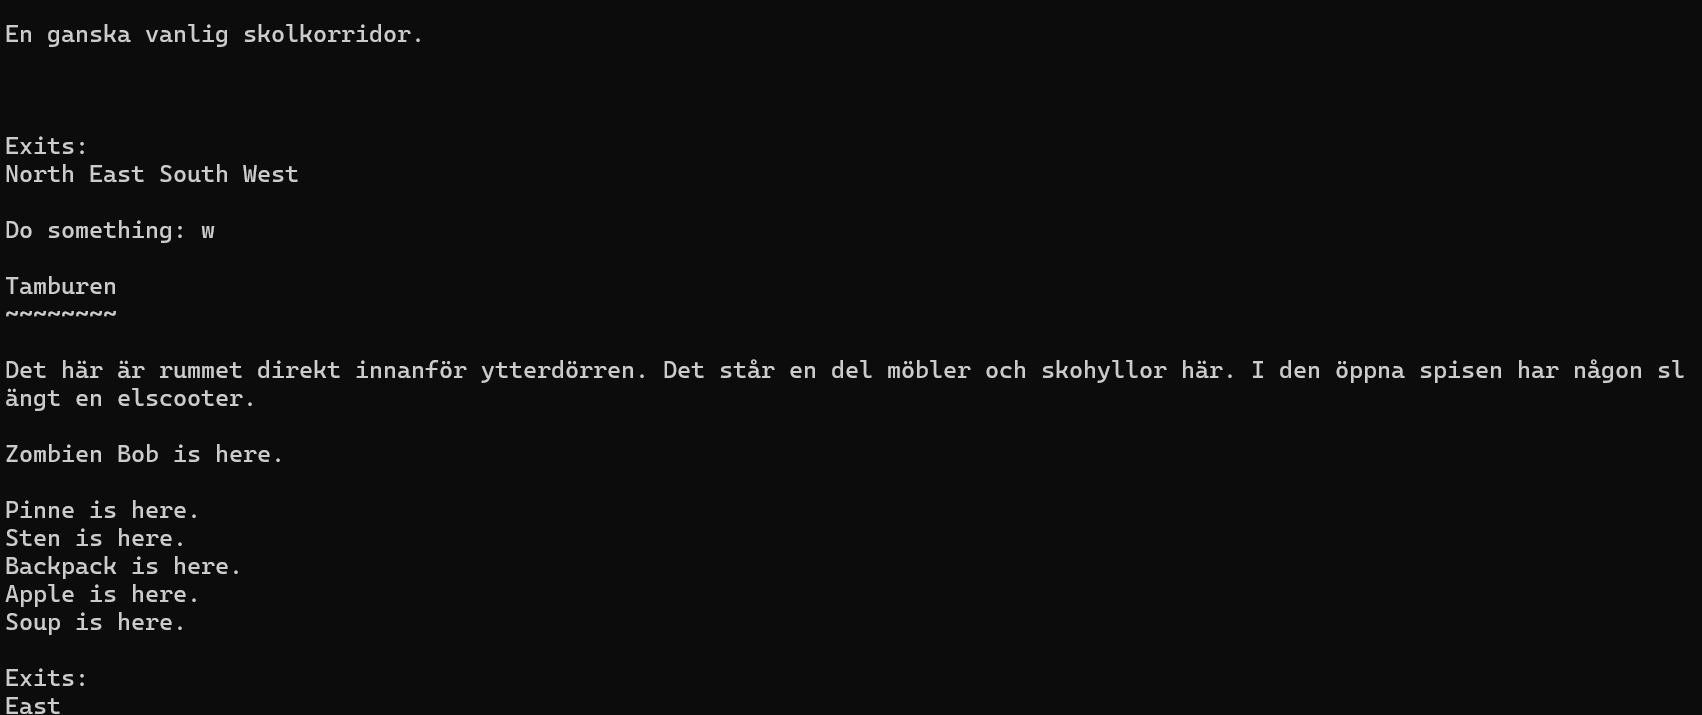 En ganska vanlig skolkorridor.
Exits:
North East South West
Do something: w
Tamburen
~~~~~~~~
Det här är rummet direkt innanför ytterdörren. Det står en del möbler och skohyllor här. I den öppna spisen har någon sl
ängt en elscooter.
Zombien Bob is here.
Pinne is here.
Sten is here.
Backpack is here.
Apple is here.
Soup is here.
Exits:
East